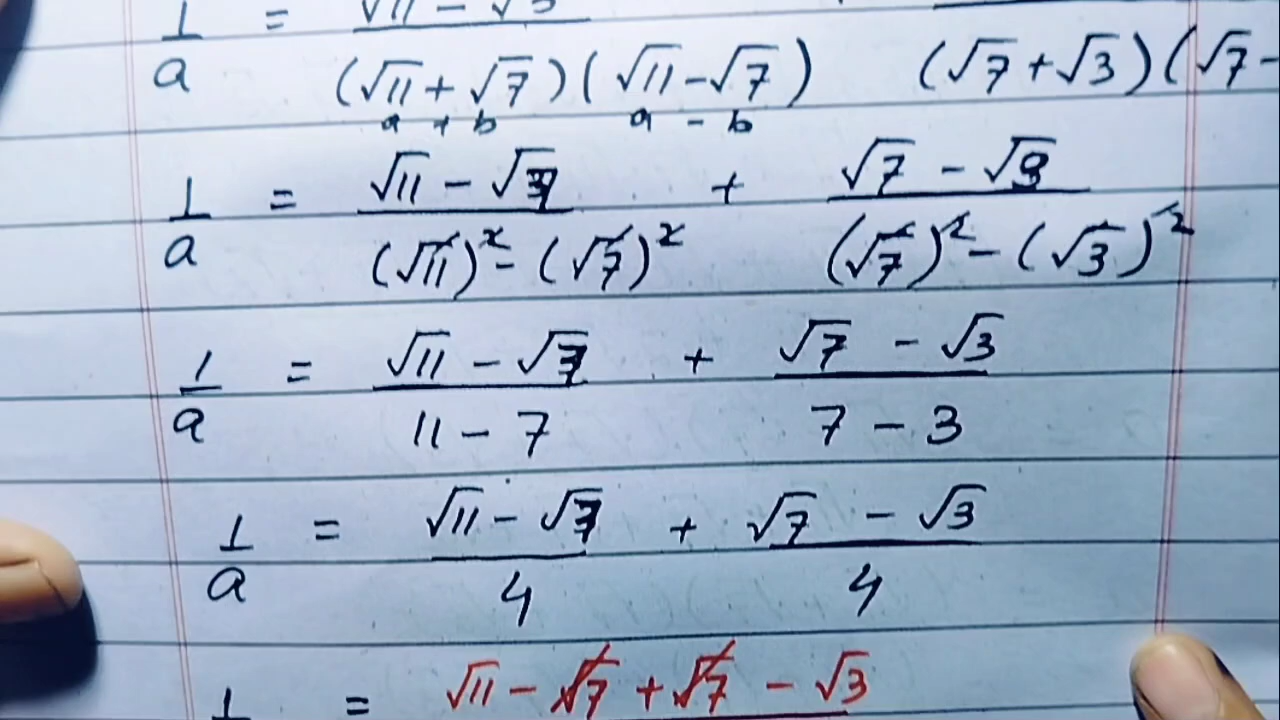 1/a = √11 - √3 / (√11 + √7)(√11 - √7) (√7 + √3)(√7 -
a + b a - b
1/a = √11 - √7 / (√11)² - (√7)² + √7 - √3 / (√7)² - (√3)²
1/a = √11 - √7 / 11 - 7 + √7 - √3 / 7 - 3
1/a = √11 - √7 / 4 + √7 - √3 / 4
1 = √11 - √7 + √7 - √3